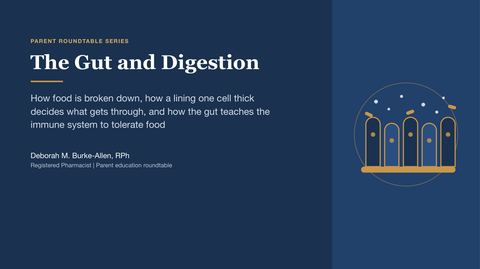 PARENT ROUNDTABLE SERIES
The Gut and Digestion
How food is broken down, how a lining one cell thick
decides what gets through, and how the gut teaches the
immune system to tolerate food
Deborah M. Burke-Allen, RPh
Registered Pharmacist | Parent education roundtable